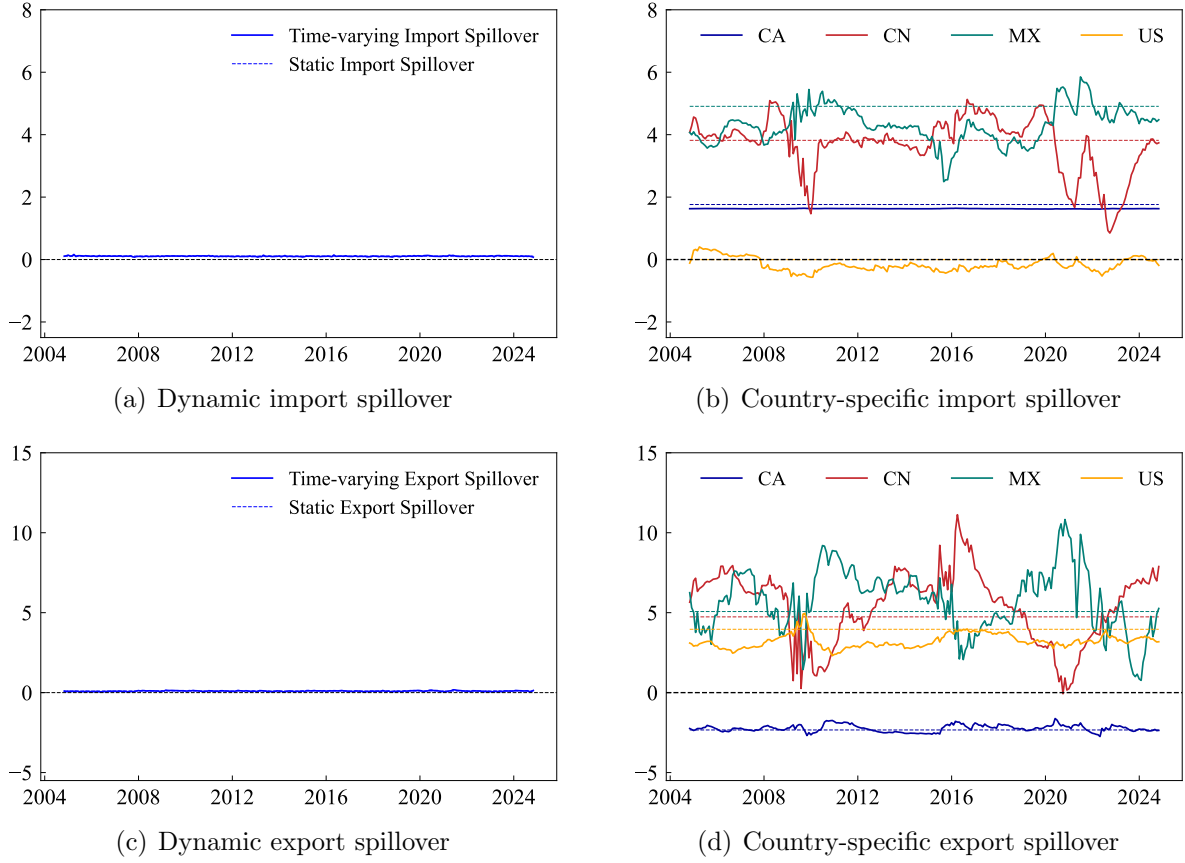 8
6
4
2
0
−2
Time-varying Import Spillover
Static Import Spillover
2004 2008 2012 2016 2020 2024
(a) Dynamic import spillover
8
6
4
2
0
−2
CA CN MX US
2004 2008 2012 2016 2020 2024
(b) Country-specific import spillover
15
10
5
0
−5
Time-varying Export Spillover
Static Export Spillover
2004 2008 2012 2016 2020 2024
(c) Dynamic export spillover
15
10
5
0
−5
CA CN MX US
2004 2008 2012 2016 2020 2024
(d) Country-specific export spillover